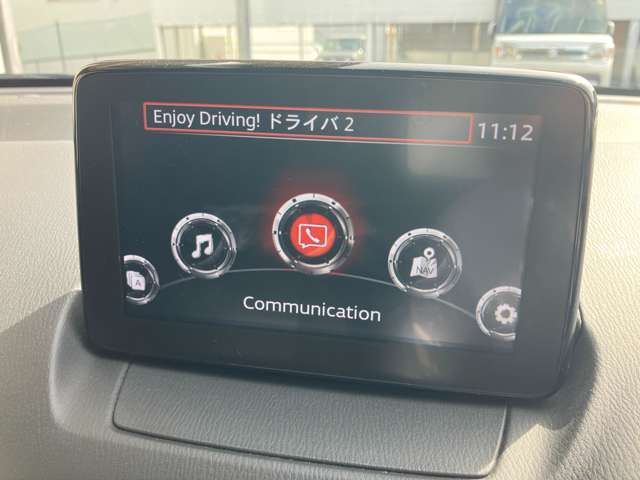 Enjoy Driving! ドライバ 2
11:12
A
NAV
Communication